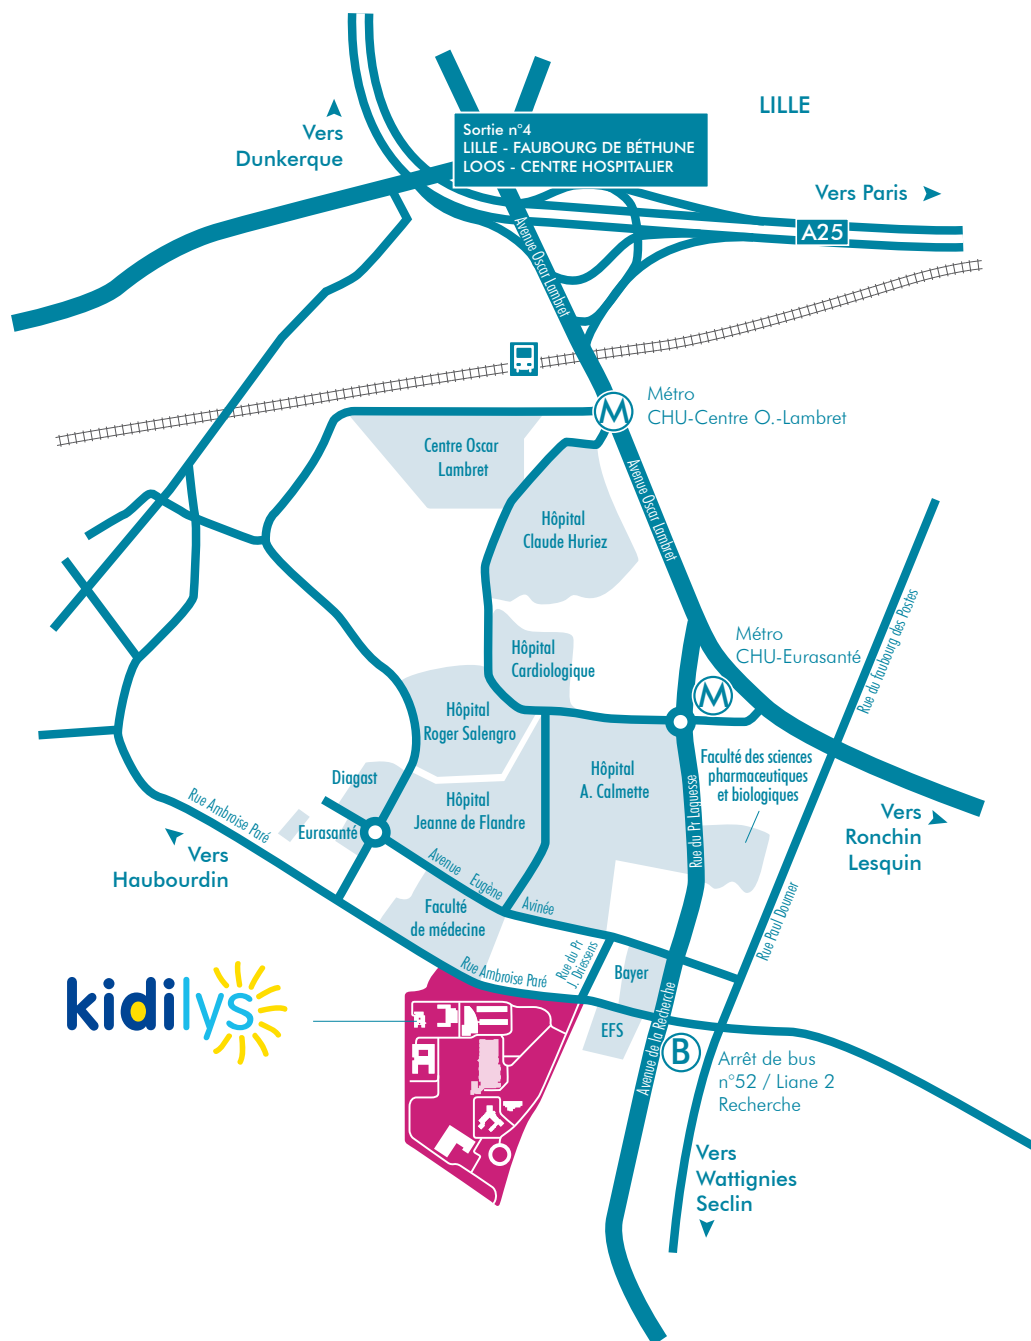 LILLE
Sortie n°4
LILLE - FAUBOURG DE BÉTHUNE
LOOS - CENTRE HOSPITALIER
Vers
Dunkerque
Vers Paris
A25
Avenue Oscar Lambret
M
Métro
CHU-Centre O.-Lambret
Centre Oscar
Lambret
Avenue Oscar Lambret
Hôpital
Claude Huriez
Rue du faubourg des Postes
Métro
CHU-Eurasanté
M
Hôpital
Cardiologique
Hôpital
Roger Salengro
Faculté des sciences
pharmaceutiques
et biologiques
Hôpital
A. Calmette
Diagast
Hôpital
Jeanne de Flandre
Rue du Pr Laguesse
Vers
Ronchin
Lesquin
Rue Ambroise Paré
Eurasanté
Vers
Haubourdin
Avenue Eugène Avinée
Faculté
de médecine
Rue Paul Doumer
Rue Ambroise Paré
Rue du Pr
J. Driessens
Bayer
kidilys
EFS
Avenue de la Recherche
B
Arrêt de bus
n°52 / Liane 2
Recherche
Vers
Wattignies
Seclin